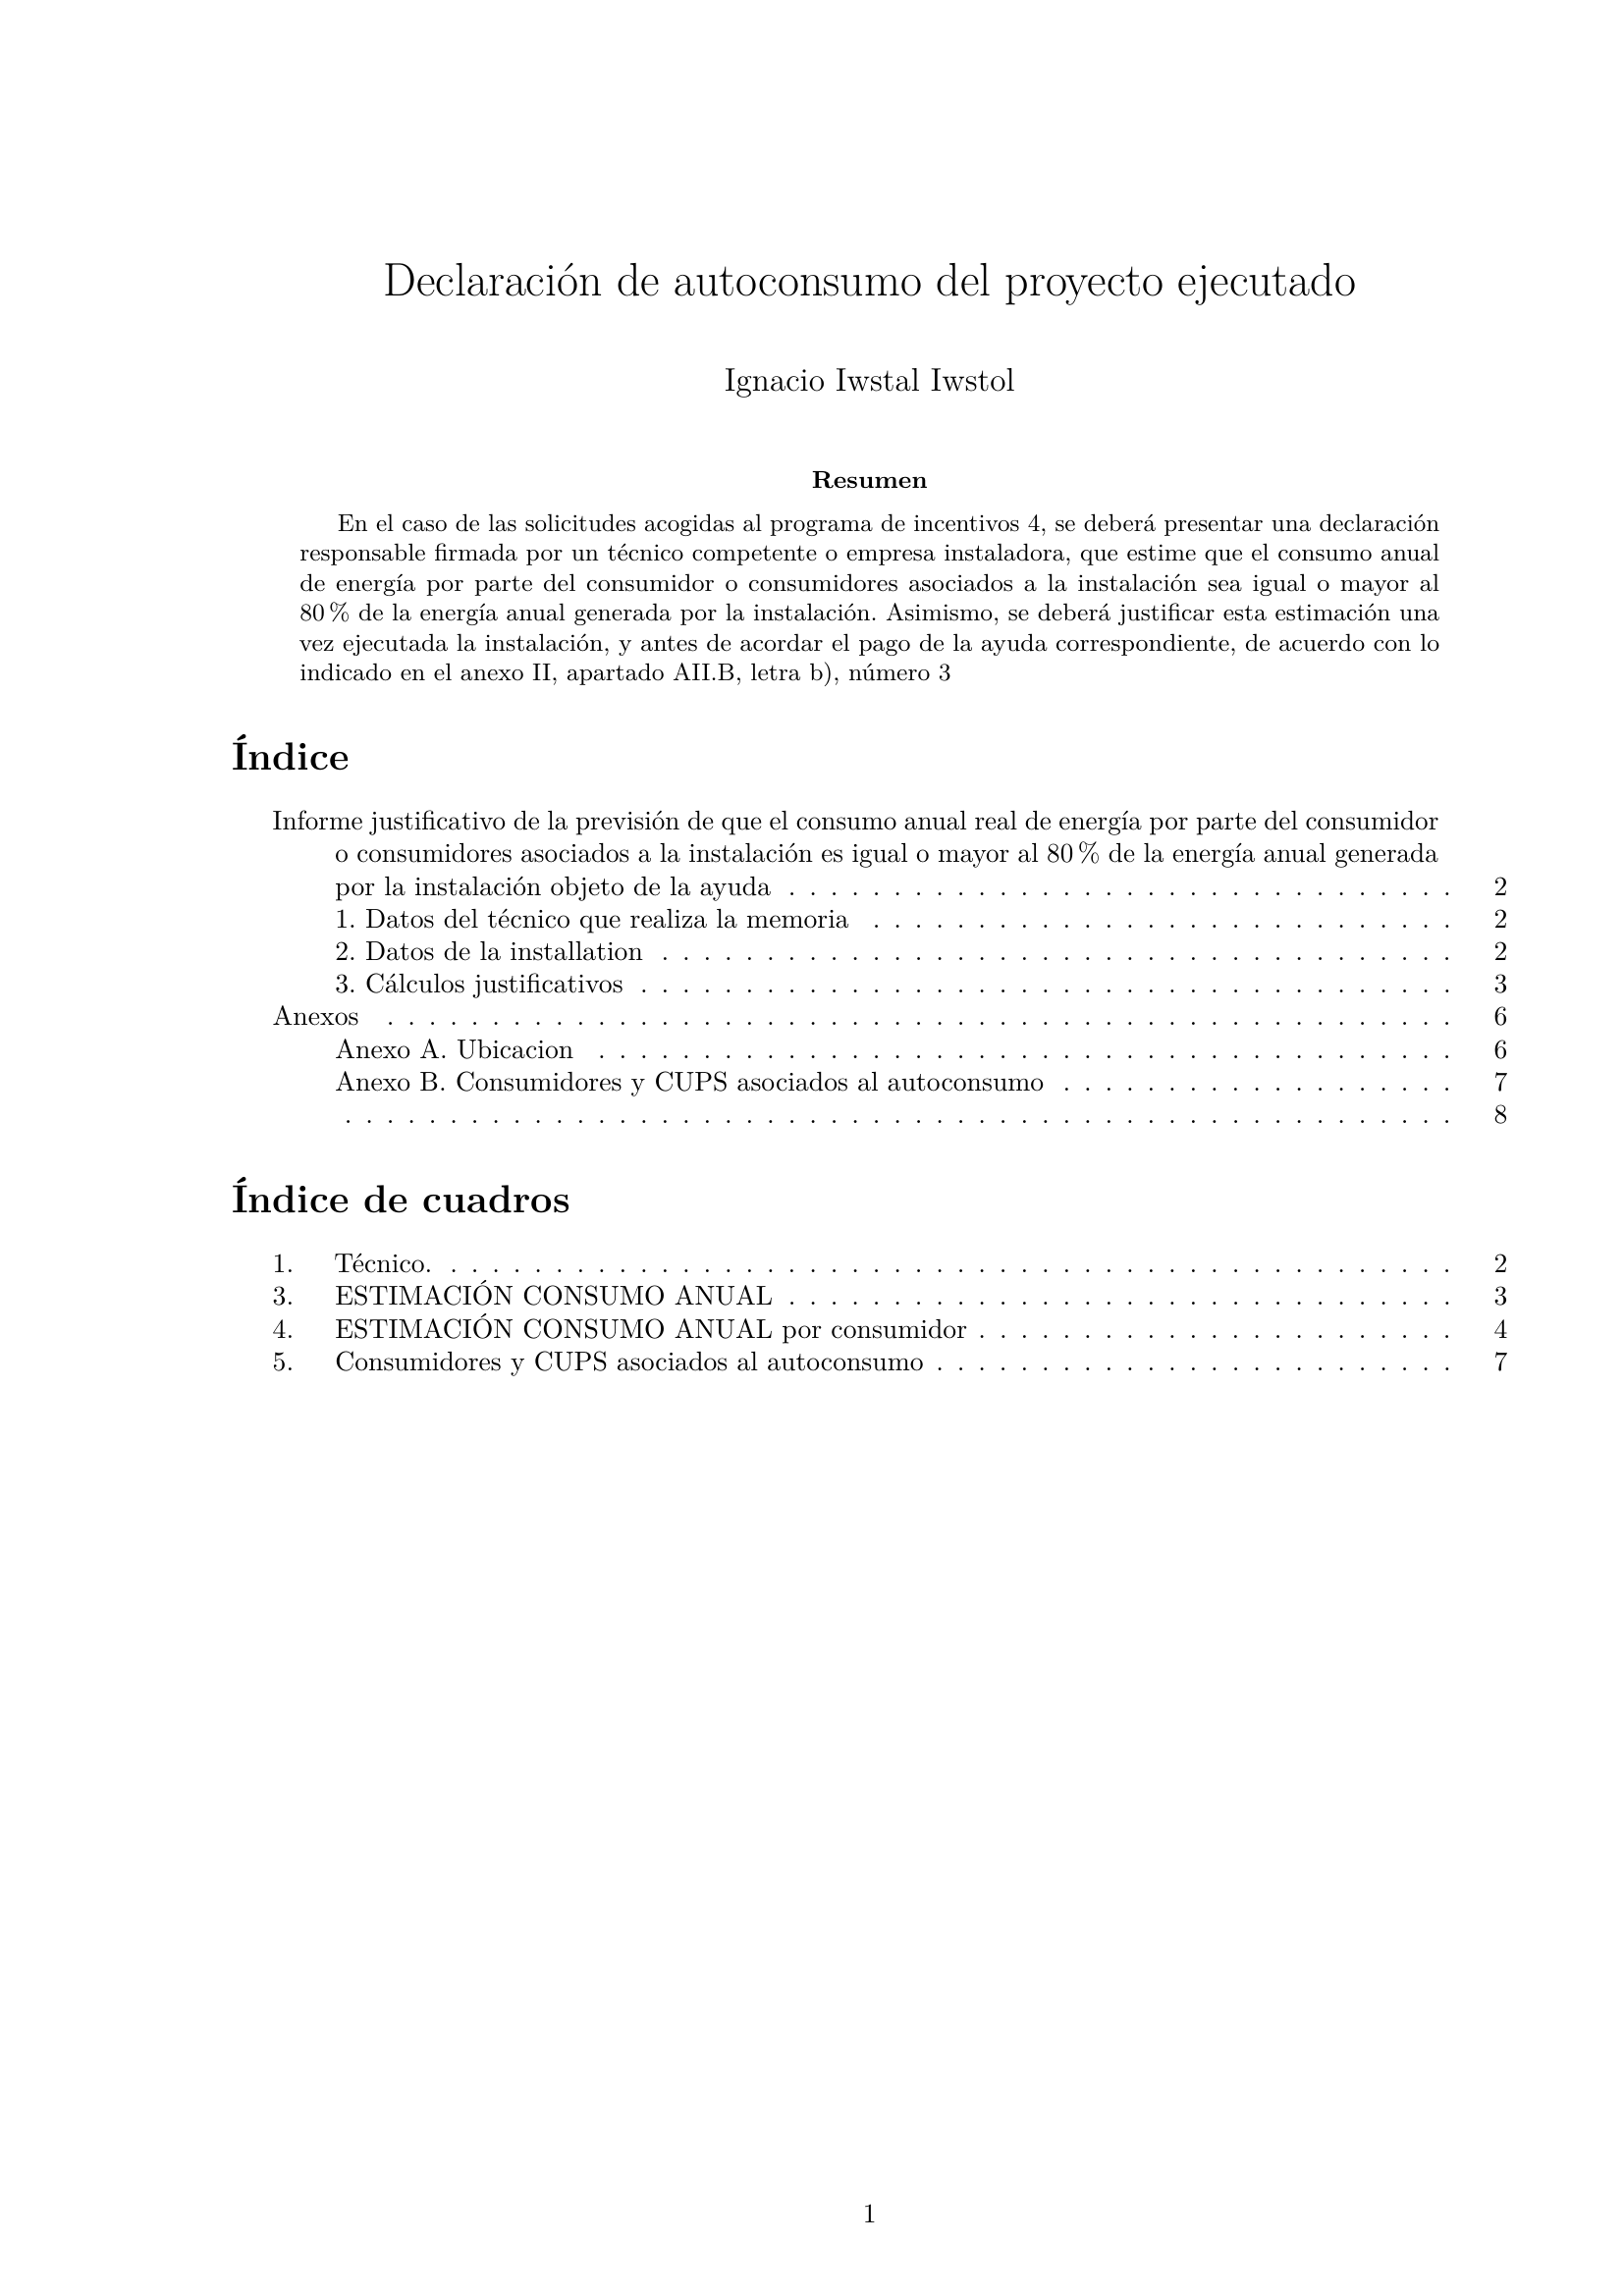 Declaración de autoconsumo del proyecto ejecutado
Ignacio Iwstal Iwstol
Resumen
En el caso de las solicitudes acogidas al programa de incentivos 4, se deberá presentar una declaración
responsable firmada por un técnico competente o empresa instaladora, que estime que el consumo anual
de energía por parte del consumidor o consumidores asociados a la instalación sea igual o mayor al
80 % de la energía anual generada por la instalación. Asimismo, se deberá justificar esta estimación una
vez ejecutada la instalación, y antes de acordar el pago de la ayuda correspondiente, de acuerdo con lo
indicado en el anexo II, apartado AII.B, letra b), número 3
Índice
Informe justificativo de la previsión de que el consumo anual real de energía por parte del consumidor
o consumidores asociados a la instalación es igual o mayor al 80 % de la energía anual generada
por la instalación objeto de la ayuda . . . . . . . . . . . . . . . . . . . . . . . . . . . . . . . . 2
1. Datos del técnico que realiza la memoria . . . . . . . . . . . . . . . . . . . . . . . . . . . . 2
2. Datos de la installation . . . . . . . . . . . . . . . . . . . . . . . . . . . . . . . . . . . . . . 2
3. Cálculos justificativos . . . . . . . . . . . . . . . . . . . . . . . . . . . . . . . . . . . . . . . 3
Anexos . . . . . . . . . . . . . . . . . . . . . . . . . . . . . . . . . . . . . . . . . . . . . . . . . . . 6
Anexo A. Ubicacion . . . . . . . . . . . . . . . . . . . . . . . . . . . . . . . . . . . . . . . . . 6
Anexo B. Consumidores y CUPS asociados al autoconsumo . . . . . . . . . . . . . . . . . . . 7
. . . . . . . . . . . . . . . . . . . . . . . . . . . . . . . . . . . . . . . . . . . . . . . . . . . . . 8
Índice de cuadros
1. Técnico. . . . . . . . . . . . . . . . . . . . . . . . . . . . . . . . . . . . . . . . . . . . . . . . . 2
3. ESTIMACIÓN CONSUMO ANUAL . . . . . . . . . . . . . . . . . . . . . . . . . . . . . . . . 3
4. ESTIMACIÓN CONSUMO ANUAL por consumidor . . . . . . . . . . . . . . . . . . . . . . . 4
5. Consumidores y CUPS asociados al autoconsumo . . . . . . . . . . . . . . . . . . . . . . . . . 7
1